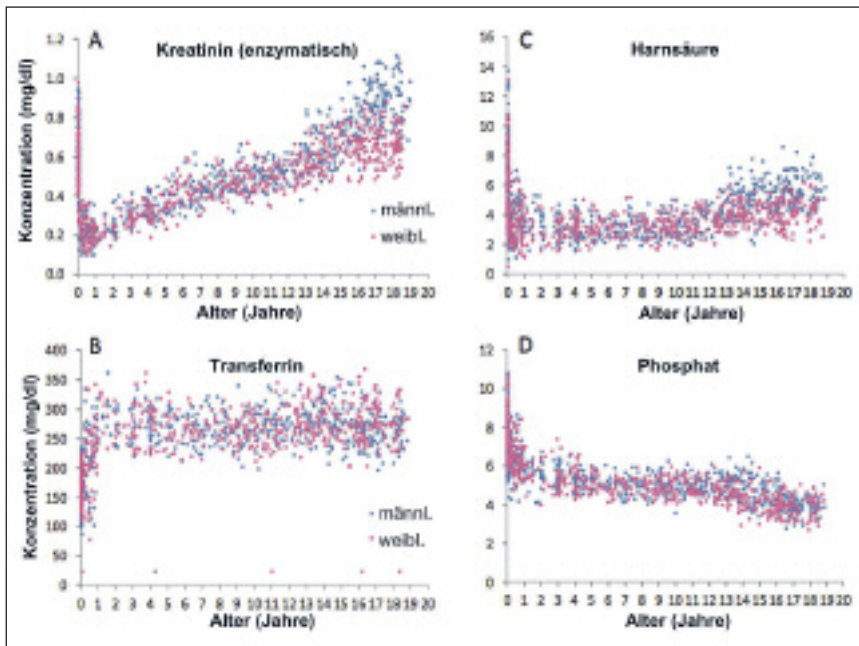 A
Kreatinin (enzymatisch)
Konzentration (mg/dl)
1.2
1.0
0.8
0.6
0.4
0.2
0.0
männl.
weibl.
0 1 2 3 4 5 6 7 8 9 10 11 12 13 14 15 16 17 18 19 20
Alter (Jahre)
C
Harnsäure
16
14
12
10
8
6
4
2
0
0 1 2 3 4 5 6 7 8 9 10 11 12 13 14 15 16 17 18 19 20
Alter (Jahre)
B
Transferrin
Konzentration (mg/dl)
400
350
300
250
200
150
100
50
0
männl.
weibl.
0 1 2 3 4 5 6 7 8 9 10 11 12 13 14 15 16 17 18 19 20
Alter (Jahre)
D
Phosphat
12
10
8
6
4
2
0
0 1 2 3 4 5 6 7 8 9 10 11 12 13 14 15 16 17 18 19 20
Alter (Jahre)